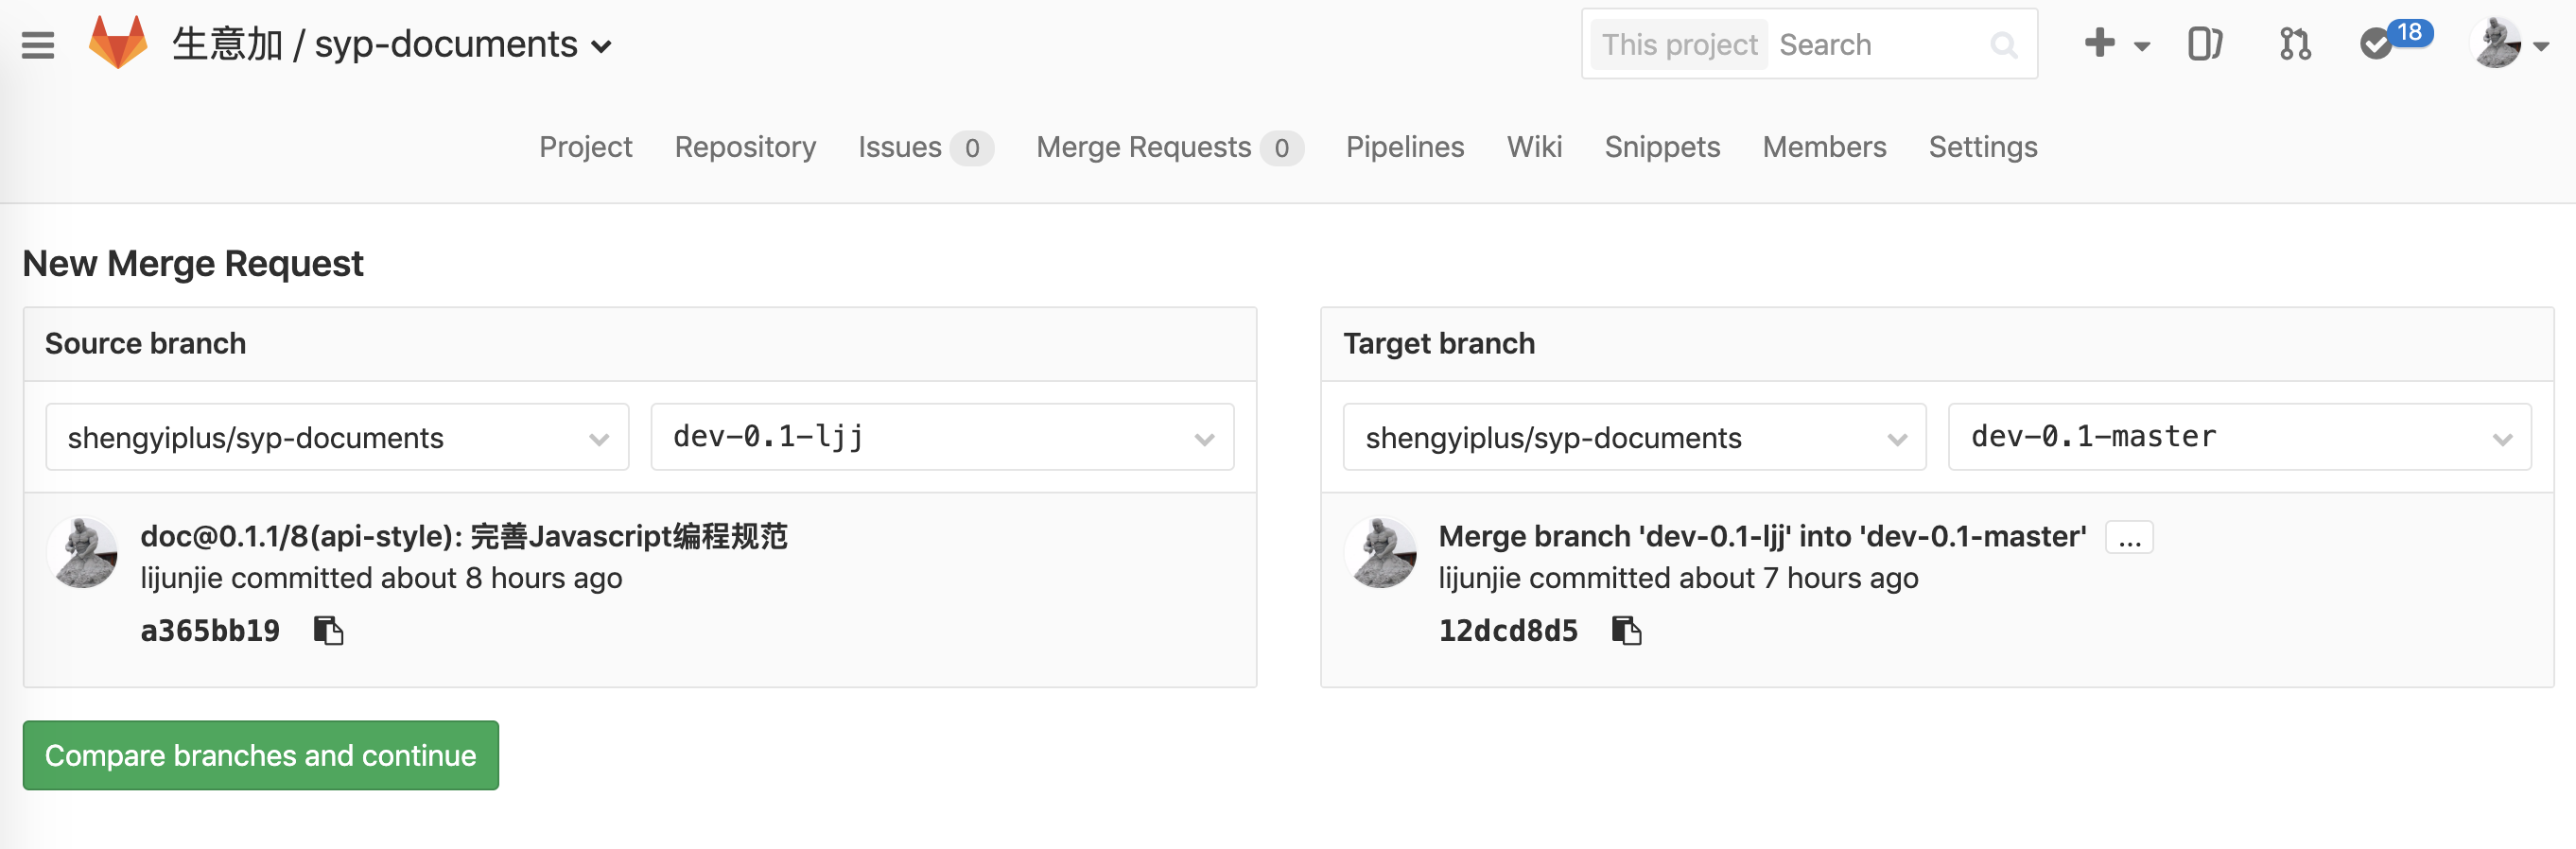 生意加 / syp-documents
This project Search
18
Project Repository Issues 0 Merge Requests 0 Pipelines Wiki Snippets Members Settings
New Merge Request
Source branch
shengyiplus/syp-documents dev-0.1-ljj
doc@0.1.1/8(api-style): 完善Javascript编程规范
lijunjie committed about 8 hours ago
a365bb19
Target branch
shengyiplus/syp-documents dev-0.1-master
Merge branch 'dev-0.1-ljj' into 'dev-0.1-master' ...
lijunjie committed about 7 hours ago
12dcd8d5
Compare branches and continue